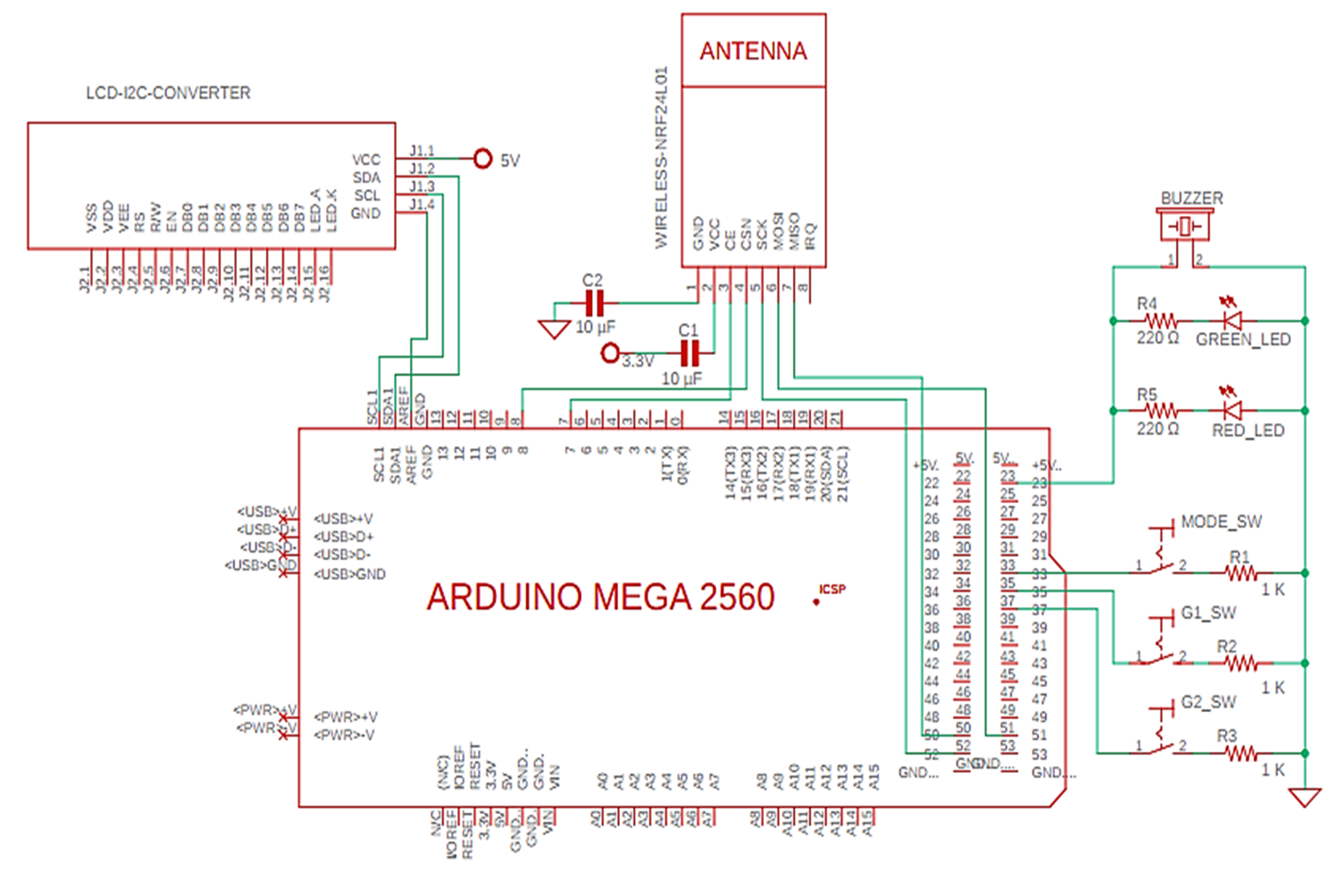 ANTENNA
WIRELESS-NRF24L01
GND
VCC
CE
CSN
SCK
MOSI
MISO
IRQ
1
2
3
4
5
6
7
8
LCD-I2C-CONVERTER
VCC
SDA
SCL
GND
J1.1
J1.2
J1.3
J1.4
5V
VSS
VDD
VEE
RS
R/W
EN
DB0
DB1
DB2
DB3
DB4
DB5
DB6
DB7
LED.A
LED.K
J2.1
J2.2
J2.3
J2.4
J2.5
J2.6
J2.7
J2.8
J2.9
J2.10
J2.11
J2.12
J2.13
J2.14
J2.15
J2.16
C2
10 µF
3.3V
C1
10 µF
BUZZER
1
2
R4
220 Ω
GREEN_LED
R5
220 Ω
RED_LED
MODE_SW
1
2
R1
1 K
G1_SW
1
2
R2
1 K
G2_SW
1
2
R3
1 K
SCL1
SDA1
AREF
GND
13
12
11
10
9
8
7
6
5
4
3
2
1
0
14
15
16
17
18
19
20
21
SCL1
SDA1
AREF
GND
13
12
11
10
9
8
7
6
5
4
3
2
1(TX)
0(RX)
14(TX3)
15(RX3)
16(TX2)
17(RX2)
18(TX1)
19(RX1)
20(SDA)
21(SCL)
<USB>+V
<USB>D+
<USB>D-
<USB>GND
<USB>+V
<USB>D+
<USB>D-
<USB>GND
ARDUINO MEGA 2560
ICSP
<PWR>+V
<PWR>-V
<PWR>+V
<PWR>-V
+5V.. 5V. 5V.. +5V..
22 22 23 23
24 24 25 25
26 26 27 27
28 28 29 29
30 30 31 31
32 32 33 33
34 34 35 35
36 36 37 37
38 38 39 39
40 40 41 41
42 42 43 43
44 44 45 45
46 46 47 47
48 48 49 49
50 50 51 51
52 52 53 53
GND... GND... GND....
(N/C)
IOREF
RESET
3.3V
5V
GND..
GND.
VIN
A0
A1
A2
A3
A4
A5
A6
A7
A8
A9
A10
A11
A12
A13
A14
A15
N/C
I/OREF
RESET
3.3V
5V
GND..
GND.
VIN
A0
A1
A2
A3
A4
A5
A6
A7
A8
A9
A10
A11
A12
A13
A14
A15